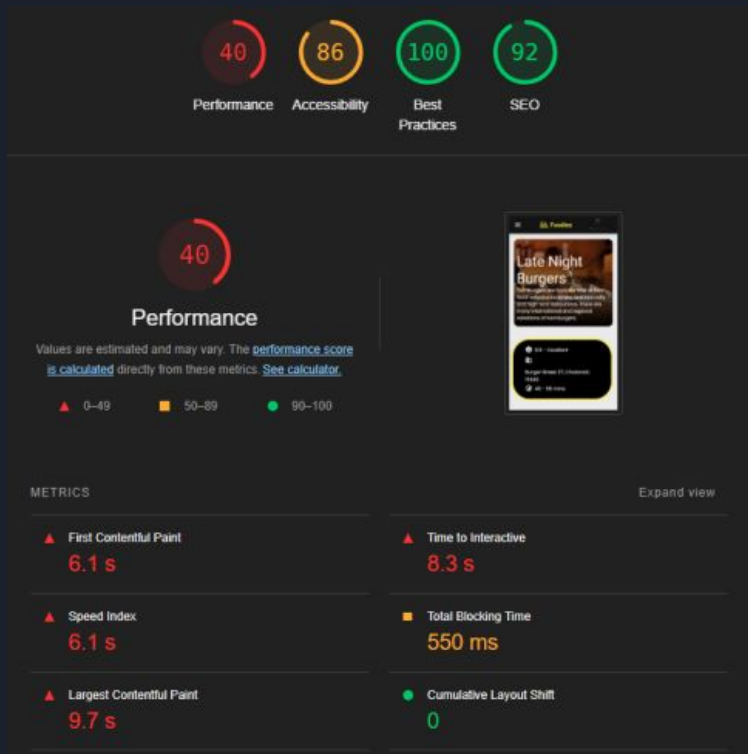 40
86
100
92
Performance
Accessibility
Best
Practices
SEO
40
Performance
Values are estimated and may vary. The performance score
is calculated directly from these metrics. See calculator.
0–49
50–89
90–100
Foodies
Late Night
Burgers
METRICS
Expand view
First Contentful Paint
6.1 s
Time to Interactive
8.3 s
Speed Index
6.1 s
Total Blocking Time
550 ms
Largest Contentful Paint
9.7 s
Cumulative Layout Shift
0